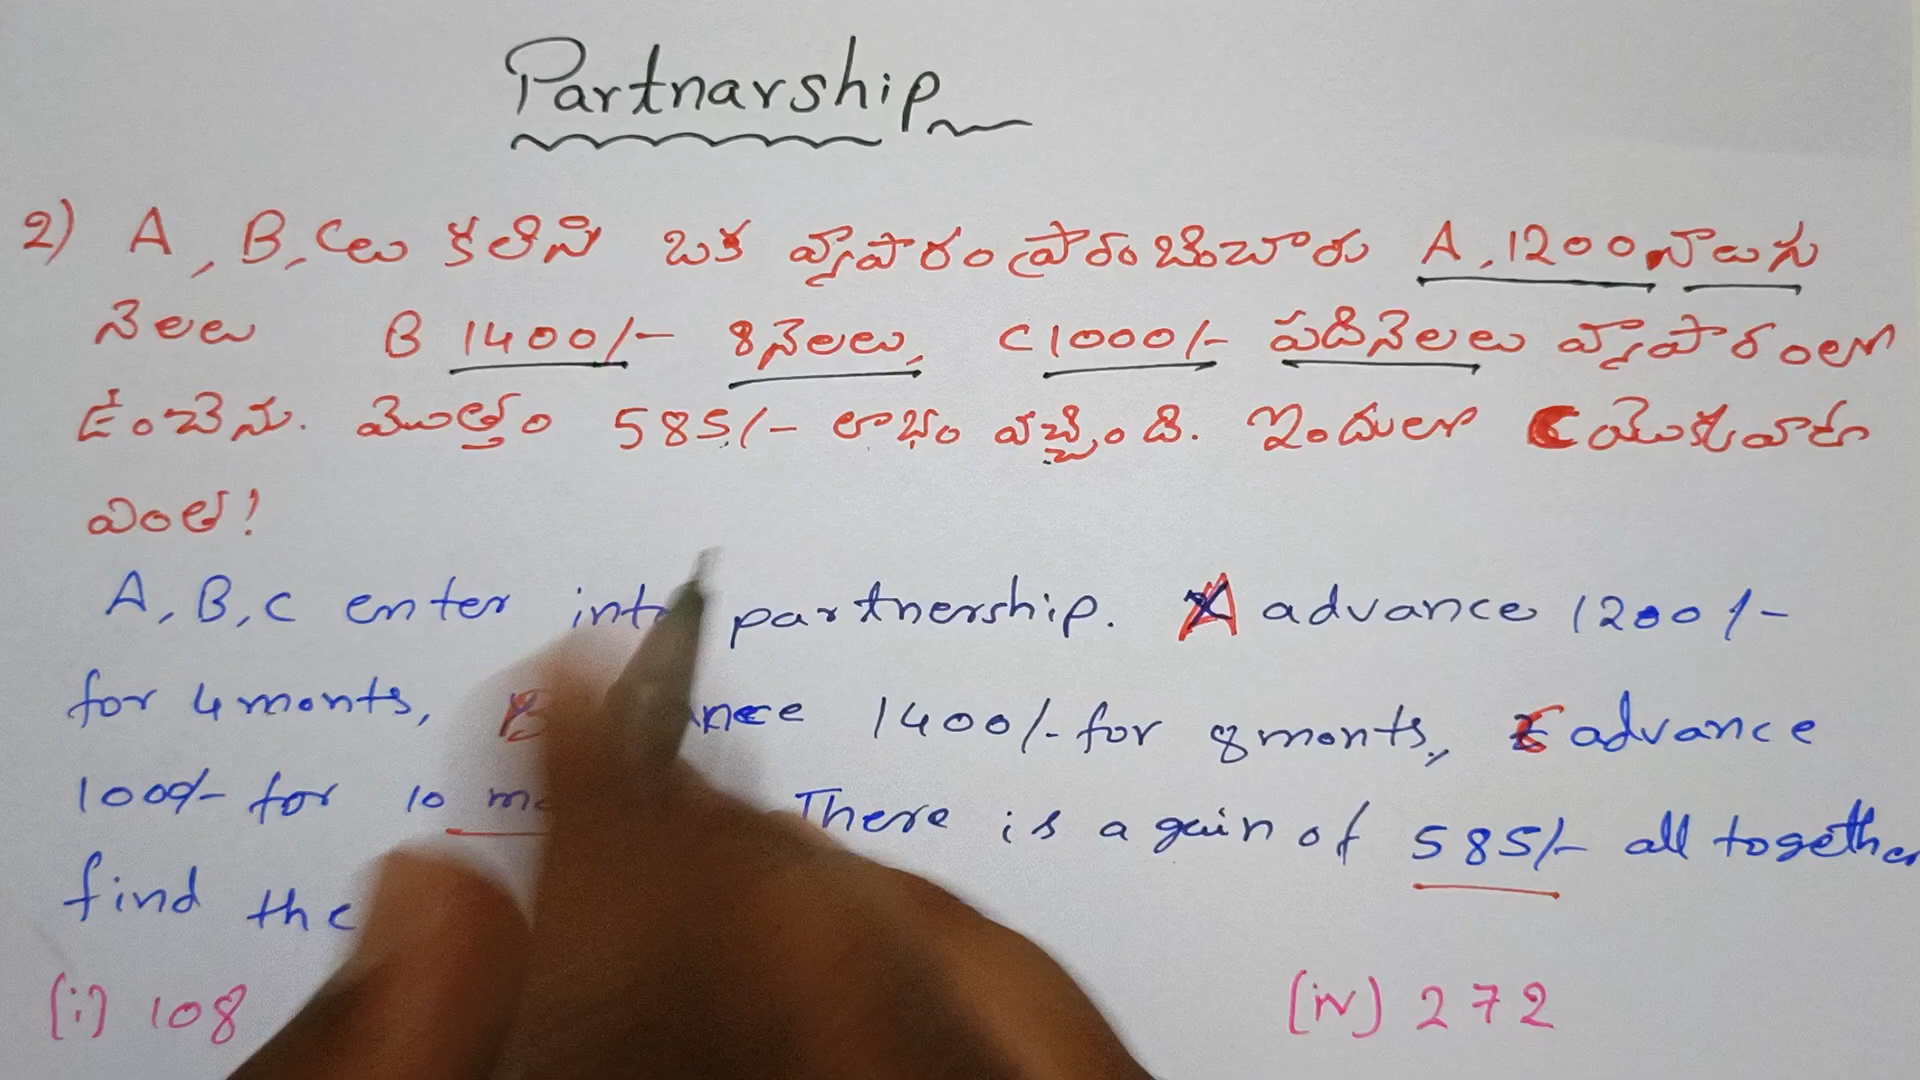 Partnarship
2) A, B, Cలు కలిసి ఒక వ్యాపారం ప్రారంభించారు A, 1200 నాలుగు
నెలలు B 1400/- 8నెలలు, C 1000/- పదినెలలు వ్యాపారంలో
ఉంచెను. మొత్తం 585/- లాభం వచ్చింది. ఇందులో C యొక్క వాటా
ఎంత!
A, B, C enter into partnership. A advance 1200/-
for 4 monts, B 1400/- for 8 monts, C advance
1000/- for 10 There is a gain of 585/- all together
find the
(i) 108 (iv) 272